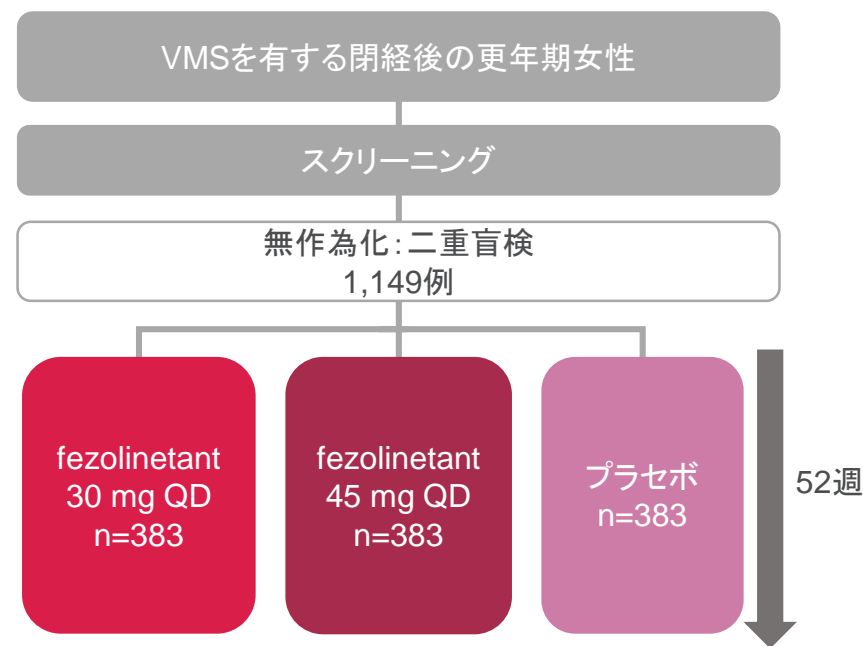 VMSを有する閉経後の更年期女性
スクリーニング
無作為化：二重盲検
1,149例
fezolinetant
30 mg QD
n=383
fezolinetant
45 mg QD
n=383
プラセボ
n=383
52週